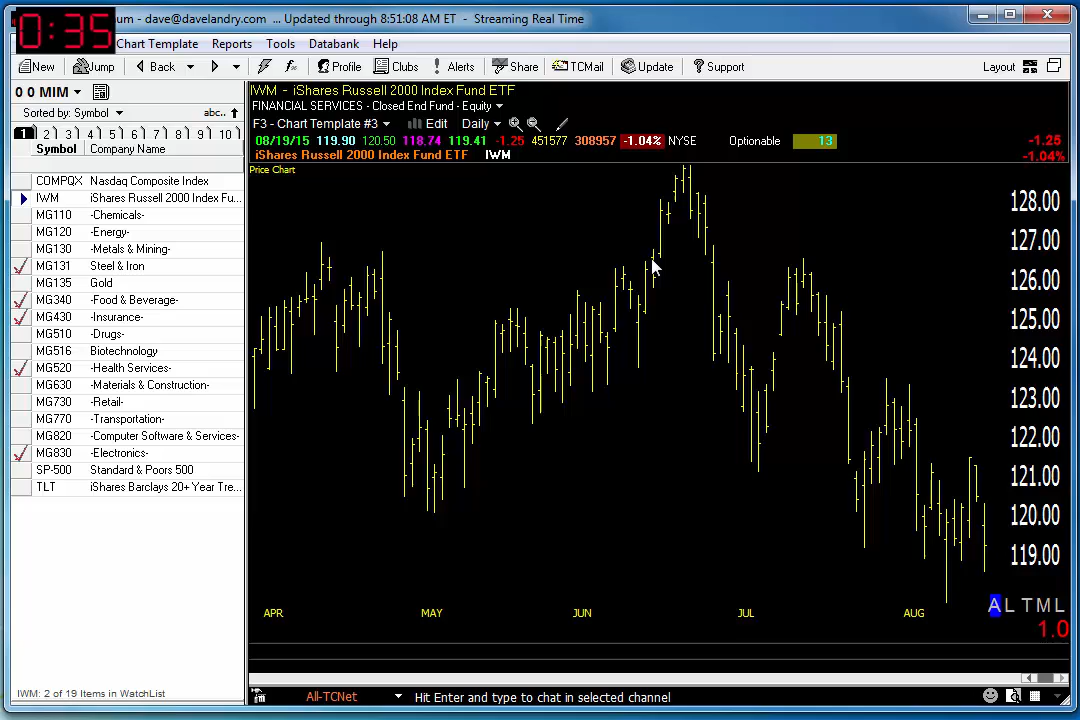 0:35
um - dave@davelandry.com ... Updated through 8:51:08 AM ET - Streaming Real Time
Chart Template Reports Tools Database Help
New Jump Back Profile Clubs Alerts Share TCMail Update Support Layout
0 0 MIM
Sorted by: Symbol abc..
1 2 3 4 5 6 7 8 9 10
Symbol Company Name
COMPQX Nasdaq Composite Index
IWM iShares Russell 2000 Index Fu...
MG110 -Chemicals-
MG120 -Energy-
MG130 -Metals & Mining-
MG131 Steel & Iron
MG135 Gold
MG340 -Food & Beverage-
MG430 -Insurance-
MG510 -Drugs-
MG516 Biotechnology
MG520 -Health Services-
MG630 -Materials & Construction-
MG730 -Retail-
MG770 -Transportation-
MG820 -Computer Software & Services-
MG830 -Electronics-
SP-500 Standard & Poors 500
TLT iShares Barclays 20+ Year Tre...
IWM: 2 of 19 Items in WatchList
IWM - iShares Russell 2000 Index Fund ETF
FINANCIAL SERVICES - Closed End Fund - Equity
F3 - Chart Template #3 Edit Daily
08/19/15 119.90 120.50 118.74 119.41 -1.25 451577 308957 -1.04% NYSE Optionable 13 -1.25
iShares Russell 2000 Index Fund ETF IWM -1.04%
Price Chart
128.00
127.00
126.00
125.00
124.00
123.00
122.00
121.00
120.00
119.00
APR MAY JUN JUL AUG
A L T M L
1.0
All-TCNet Hit Enter and type to chat in selected channel